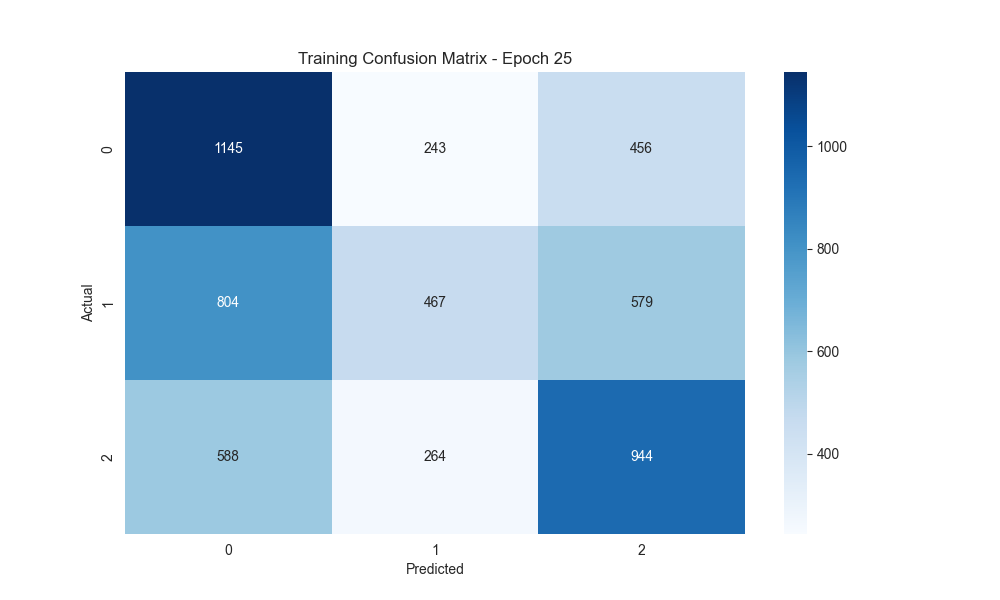 Training Confusion Matrix - Epoch 25
0
1145 243 456
1
804 467 579
2
588 264 944
Actual
0 1 2
Predicted
1000
800
600
400